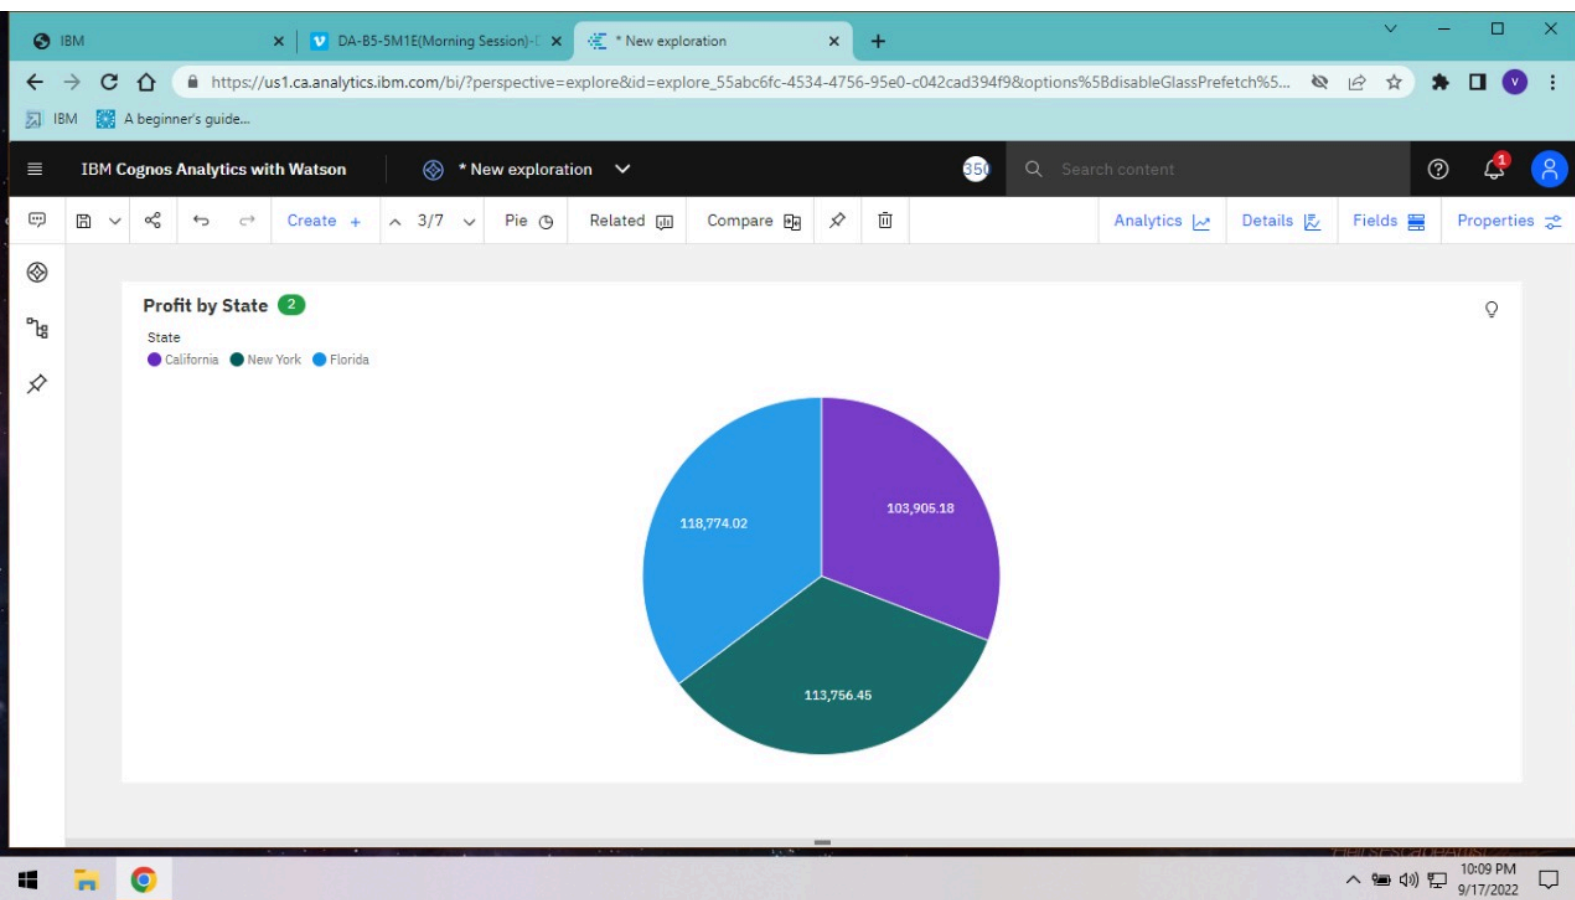 IBM
DA-B5-5M1E(Morning Session)-
* New exploration
https://us1.ca.analytics.ibm.com/bi/?perspective=explore&id=explore_55abc6fc-4534-4756-95e0-c042cad394f9&options%5BdisableGlassPrefetch%5...
V
IBM
A beginner's guide...
IBM Cognos Analytics with Watson
* New exploration
350
Search content
1
Create +
3/7
Pie
Related
Compare
Analytics
Details
Fields
Properties
Profit by State 2
State
California New York Florida
103,905.18
118,774.02
113,756.45
10:09 PM
9/17/2022